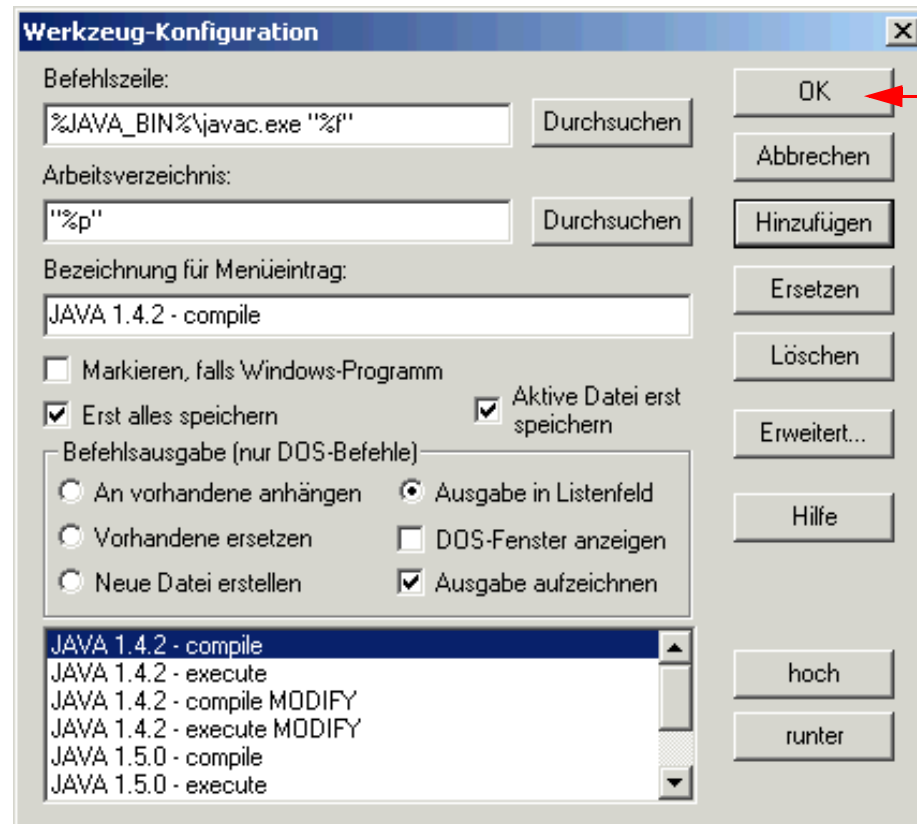 Werkzeug-Konfiguration
Befehlszeile:
%JAVA_BIN%\javac.exe "%f"
Durchsuchen
Arbeitsverzeichnis:
"%p"
Durchsuchen
Bezeichnung für Menüeintrag:
JAVA 1.4.2 - compile
Markieren, falls Windows-Programm
Erst alles speichern
Aktive Datei erst
speichern
Befehlsausgabe (nur DOS-Befehle)
An vorhandene anhängen
Ausgabe in Listenfeld
Vorhandene ersetzen
DOS-Fenster anzeigen
Neue Datei erstellen
Ausgabe aufzeichnen
JAVA 1.4.2 - compile
JAVA 1.4.2 - execute
JAVA 1.4.2 - compile MODIFY
JAVA 1.4.2 - execute MODIFY
JAVA 1.5.0 - compile
JAVA 1.5.0 - execute
OK
Abbrechen
Hinzufügen
Ersetzen
Löschen
Erweitert...
Hilfe
hoch
runter